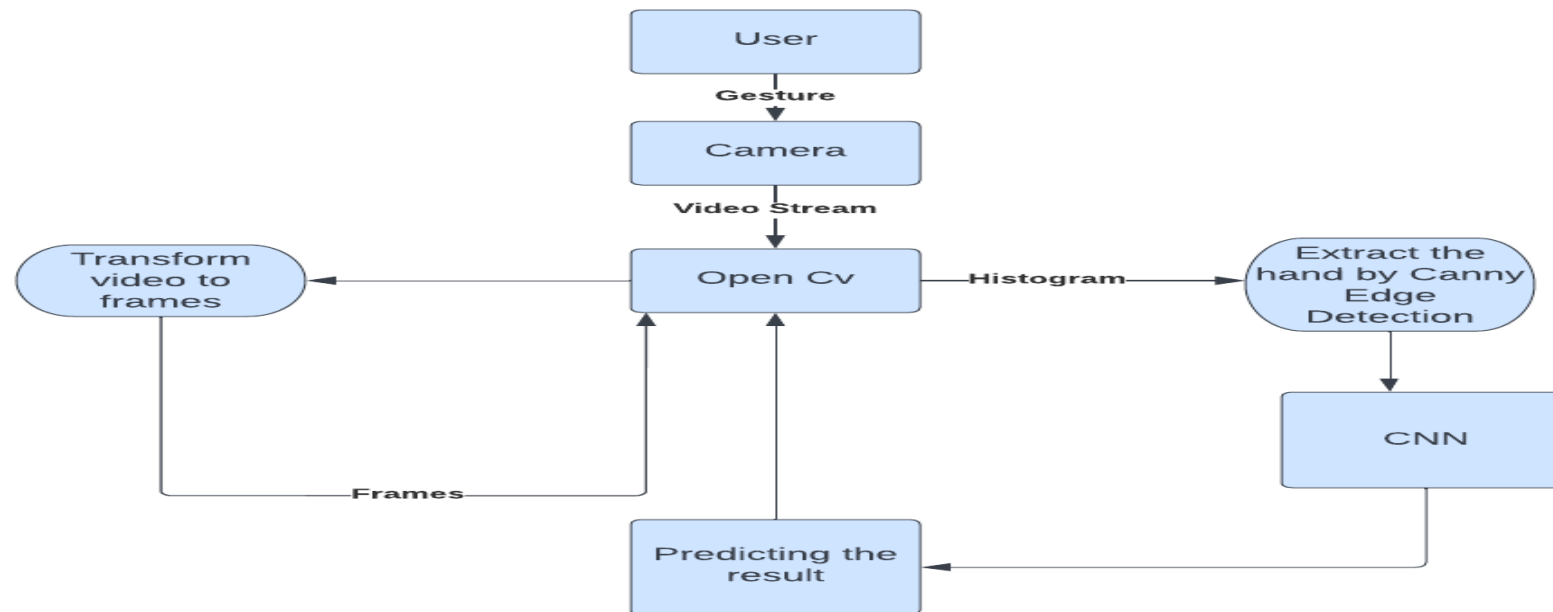 User
Gesture
Camera
Video Stream
Transform
video to
frames
Open Cv
Histogram
Extract the
hand by Canny
Edge
Detection
CNN
Frames
Predicting the
result